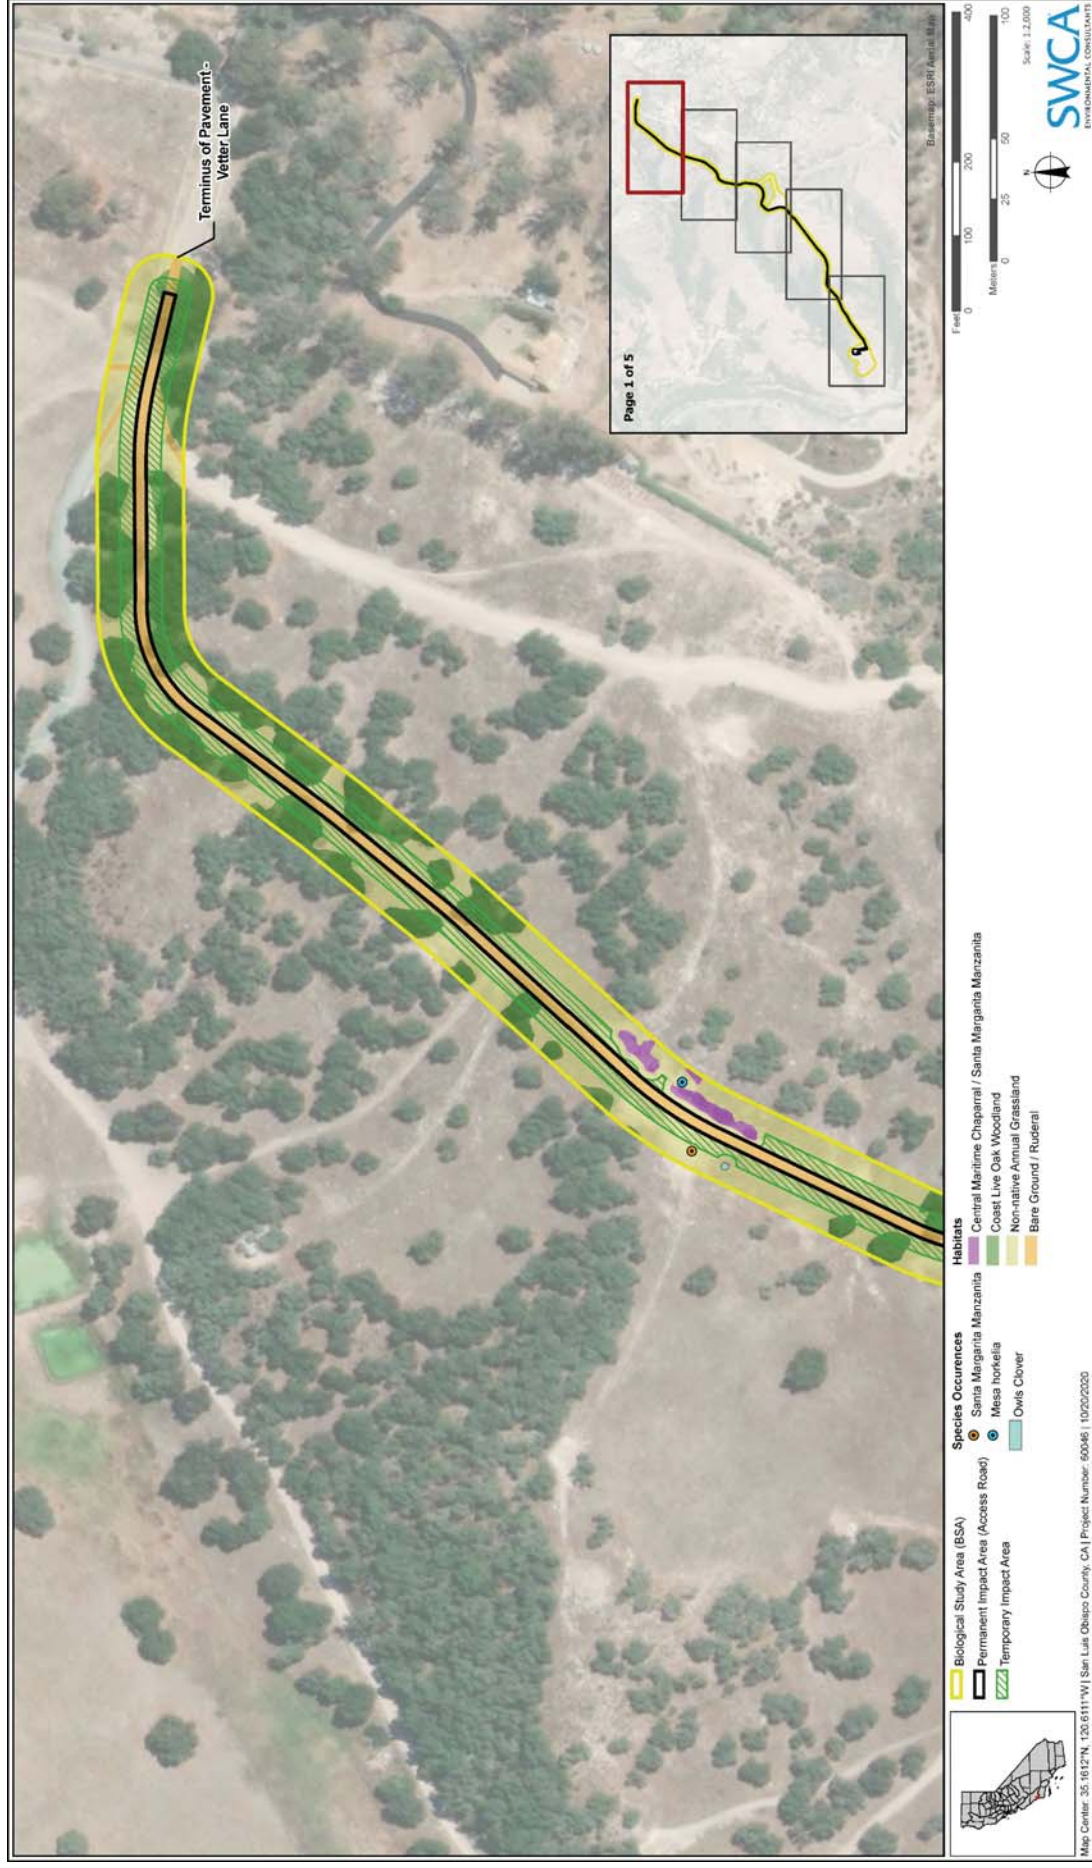 Terminus of Pavement -
Vetter Lane
Page 1 of 5
Basemap: ESRI Aerial Map
Biological Study Area (BSA)
Permanent Impact Area (Access Road)
Temporary Impact Area
Species Occurences
Santa Margarita Manzanita
Mesa horkelia
Owls Clover
Habitats
Central Maritime Chaparral / Santa Margarita Manzanita
Coast Live Oak Woodland
Non-native Annual Grassland
Bare Ground / Ruderal
Feet
0 100 200 400
Meters
0 25 50 100
Scale: 1:2,000
N
SWCA
ENVIRONMENTAL CONSULTANTS
Map Center: 35.1612°N, 120.6111°W | San Luis Obispo County, CA | Project Number: 60046 | 10/20/2020